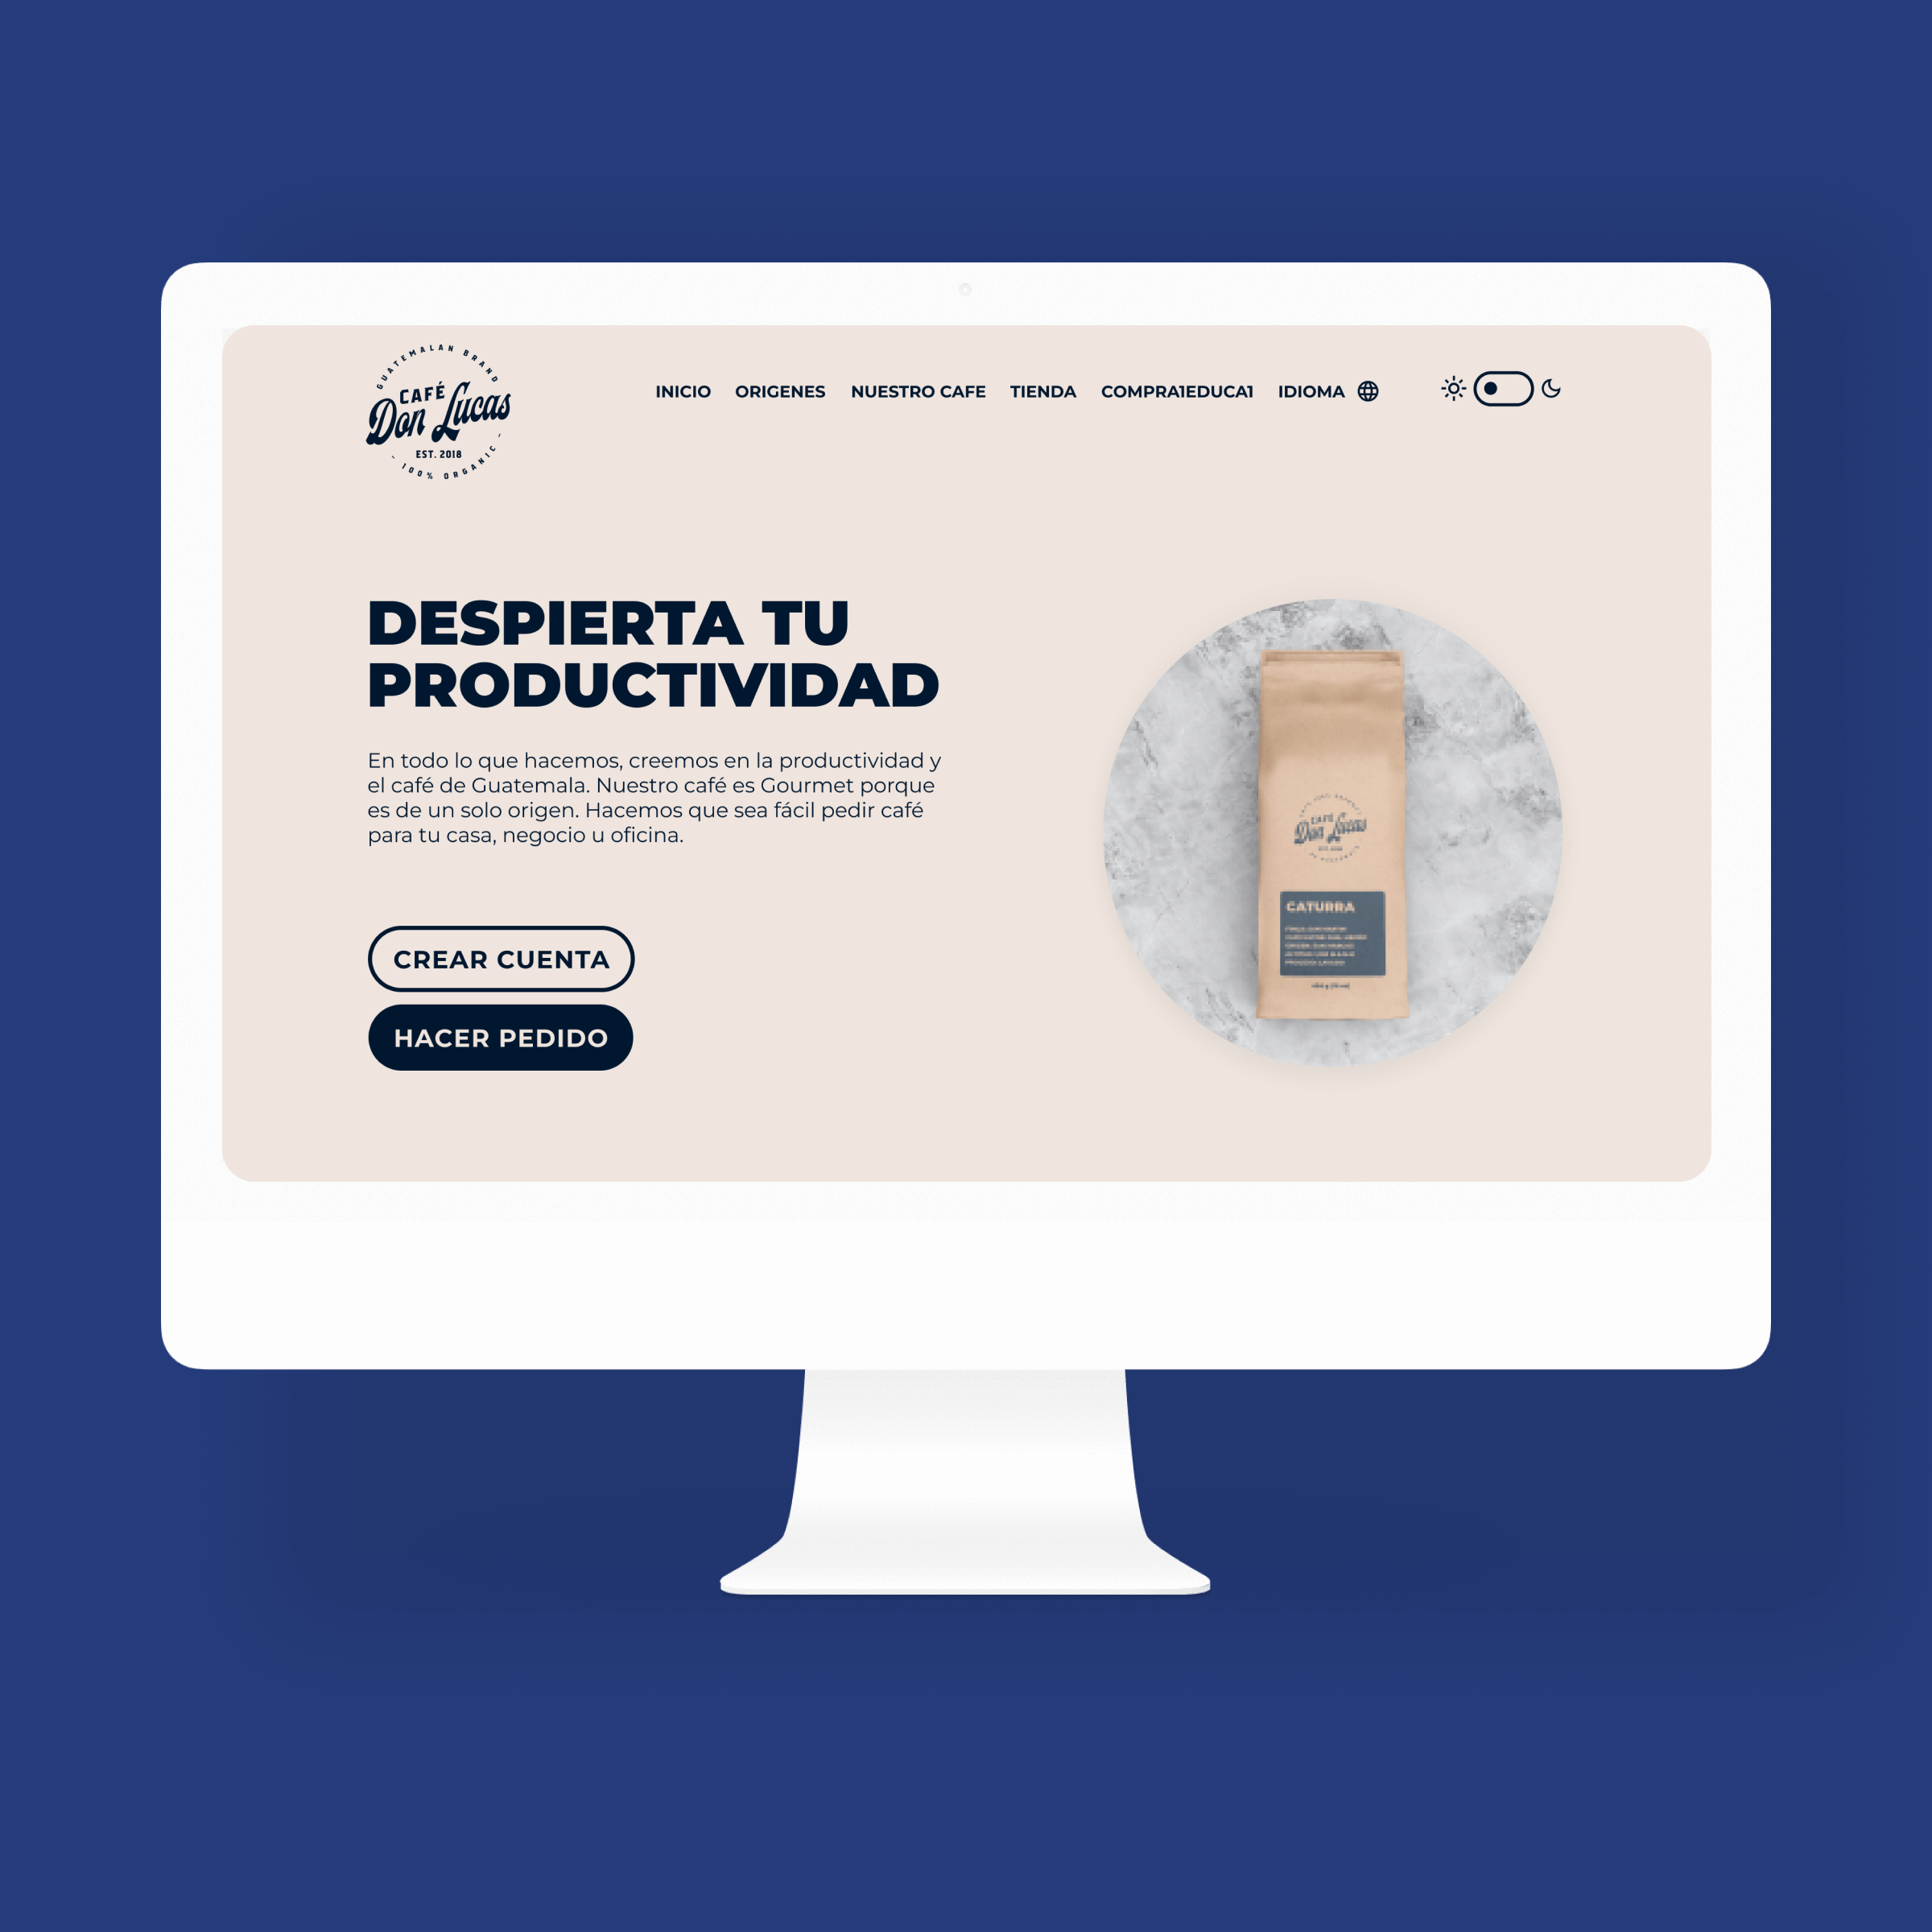 GUATEMALAN BRAND
CAFÉ
Don Lucas
EST. 2018
- 100% ORGANIC -
INICIO ORIGENES NUESTRO CAFE TIENDA COMPRA1EDUCA1 IDIOMA
DESPIERTA TU
PRODUCTIVIDAD
En todo lo que hacemos, creemos en la productividad y
el café de Guatemala. Nuestro café es Gourmet porque
es de un solo origen. Hacemos que sea fácil pedir café
para tu casa, negocio u oficina.
CREAR CUENTA
HACER PEDIDO
CAFÉ
Don Lucas
CATURRA